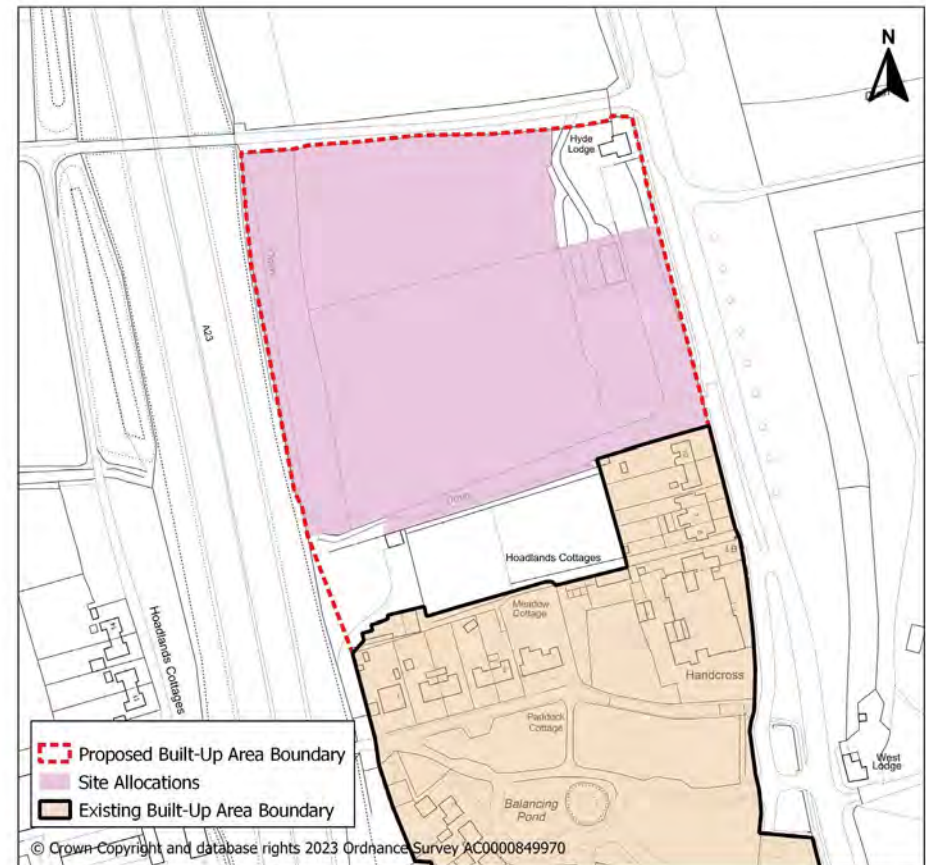 N
Hyde
Lodge
Drain
A23
Drain
Hoadlands Cottages
LB
Meadow
Cottage
Hoadlands Cottages
Handcross
Paddock
Cottage
West
Lodge
Balancing
Pond
Proposed Built-Up Area Boundary
Site Allocations
Existing Built-Up Area Boundary
© Crown Copyright and database rights 2023 Ordnance Survey AC0000849970